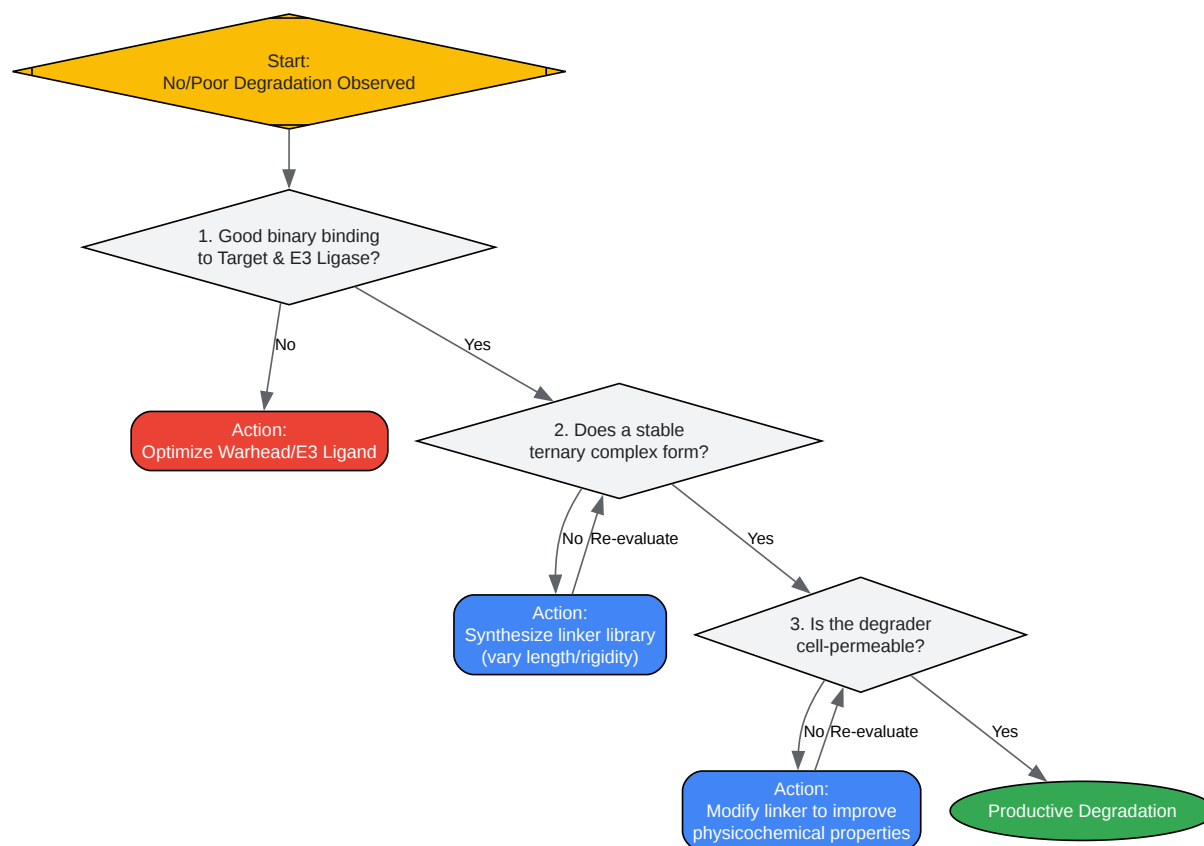 Start:
No/Poor Degradation Observed
1. Good binary binding
to Target & E3 Ligase?
No
Yes
Action:
Optimize Warhead/E3 Ligand
2. Does a stable
ternary complex form?
No
Re-evaluate
Yes
Action:
Synthesize linker library
(vary length/rigidity)
3. Is the degrader
cell-permeable?
No
Re-evaluate
Yes
Action:
Modify linker to improve
physicochemical properties
Productive Degradation